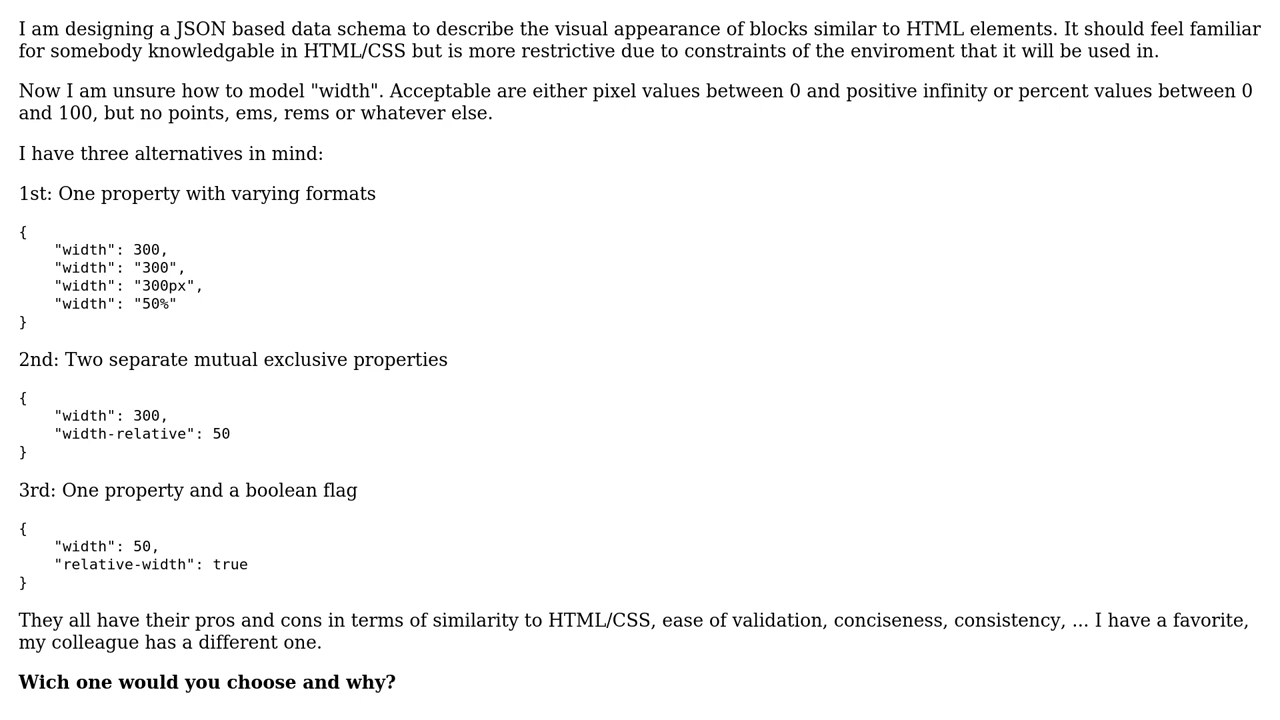 I am designing a JSON based data schema to describe the visual appearance of blocks similar to HTML elements. It should feel familiar
for somebody knowledgable in HTML/CSS but is more restrictive due to constraints of the enviroment that it will be used in.
Now I am unsure how to model "width". Acceptable are either pixel values between 0 and positive infinity or percent values between 0
and 100, but no points, ems, rems or whatever else.
I have three alternatives in mind:
1st: One property with varying formats
{
    "width": 300,
    "width": "300",
    "width": "300px",
    "width": "50%"
}
2nd: Two separate mutual exclusive properties
{
    "width": 300,
    "width-relative": 50
}
3rd: One property and a boolean flag
{
    "width": 50,
    "relative-width": true
}
They all have their pros and cons in terms of similarity to HTML/CSS, ease of validation, conciseness, consistency, ... I have a favorite,
my colleague has a different one.
Wich one would you choose and why?